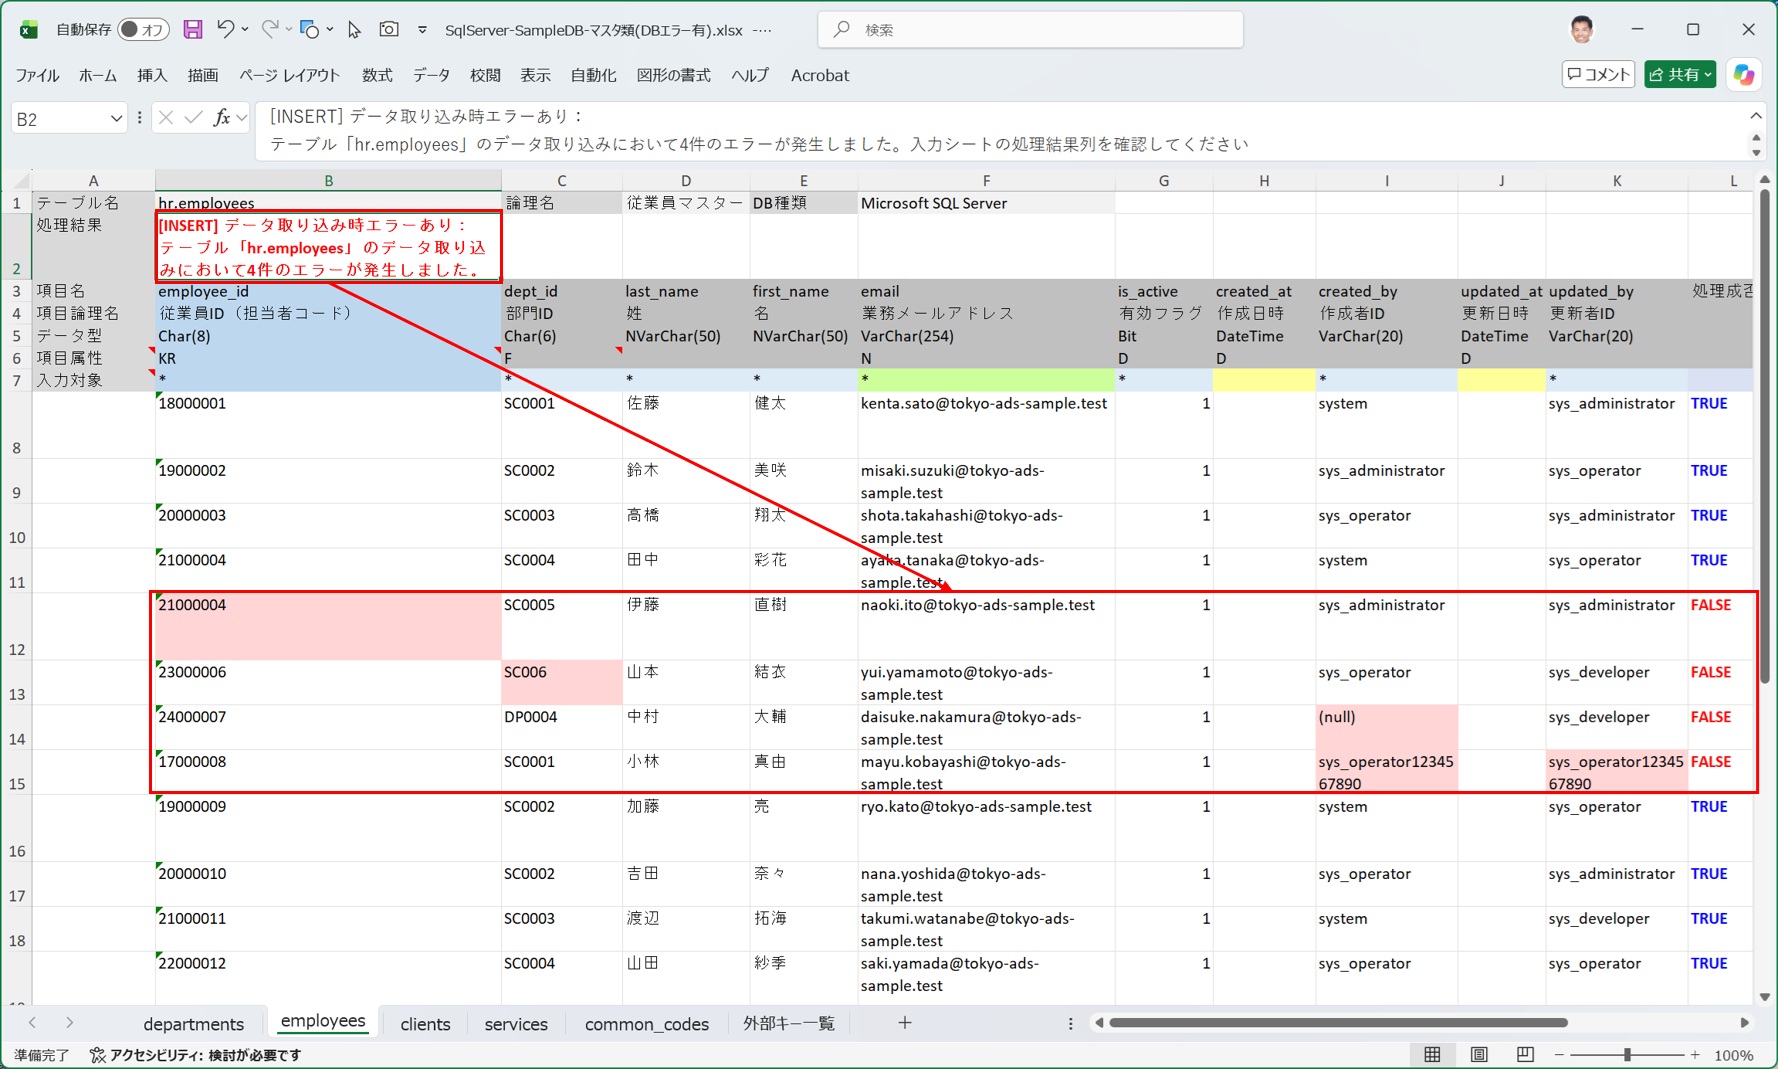 自動保存 オフ SqlServer-SampleDB-マスタ類(DBエラー有).xlsx -… 検索
ファイル ホーム 挿入 描画 ページ レイアウト 数式 データ 校閲 表示 自動化 図形の書式 ヘルプ Acrobat コメント 共有
B2 fx [INSERT] データ取り込み時エラーあり：
テーブル「hr.employees」のデータ取り込みにおいて4件のエラーが発生しました。入力シートの処理結果列を確認してください
A B C D E F G H I J K L
1 テーブル名 hr.employees 論理名 従業員マスター DB種類 Microsoft SQL Server
2 処理結果 [INSERT] データ取り込み時エラーあり：
テーブル「hr.employees」のデータ取り込
みにおいて4件のエラーが発生しました。
3 項目名 employee_id dept_id last_name first_name email is_active created_at created_by updated_at updated_by 処理成否
4 項目論理名 従業員ID（担当者コード） 部門ID 姓 名 業務メールアドレス 有効フラグ 作成日時 作成者ID 更新日時 更新者ID
5 データ型 Char(8) Char(6) NVarChar(50) NVarChar(50) VarChar(254) Bit DateTime VarChar(20) DateTime VarChar(20)
6 項目属性 KR F N D D D
7 入力対象 * * * * * * * *
8 18000001 SC0001 佐藤 健太 kenta.sato@tokyo-ads-sample.test 1 system sys_administrator TRUE
9 19000002 SC0002 鈴木 美咲 misaki.suzuki@tokyo-ads-
sample.test 1 sys_administrator sys_operator TRUE
10 20000003 SC0003 高橋 翔太 shota.takahashi@tokyo-ads-
sample.test 1 sys_operator sys_administrator TRUE
11 21000004 SC0004 田中 彩花 ayaka.tanaka@tokyo-ads-
sample.test 1 system sys_operator TRUE
12 21000004 SC0005 伊藤 直樹 naoki.ito@tokyo-ads-sample.test 1 sys_administrator sys_administrator FALSE
13 23000006 SC006 山本 結衣 yui.yamamoto@tokyo-ads-
sample.test 1 sys_operator sys_developer FALSE
14 24000007 DP0004 中村 大輔 daisuke.nakamura@tokyo-ads-
sample.test 1 (null) sys_developer FALSE
15 17000008 SC0001 小林 真由 mayu.kobayashi@tokyo-ads-
sample.test 1 sys_operator12345
67890 sys_operator12345
67890 FALSE
16 19000009 SC0002 加藤 亮 ryo.kato@tokyo-ads-sample.test 1 system sys_operator TRUE
17 20000010 SC0002 吉田 奈々 nana.yoshida@tokyo-ads-
sample.test 1 sys_operator sys_administrator TRUE
18 21000011 SC0003 渡辺 拓海 takumi.watanabe@tokyo-ads-
sample.test 1 system sys_developer TRUE
22000012 SC0004 山田 紗季 saki.yamada@tokyo-ads-
sample.test 1 sys_operator sys_operator TRUE
departments employees clients services common_codes 外部キー一覧
準備完了 アクセシビリティ: 検討が必要です 100%